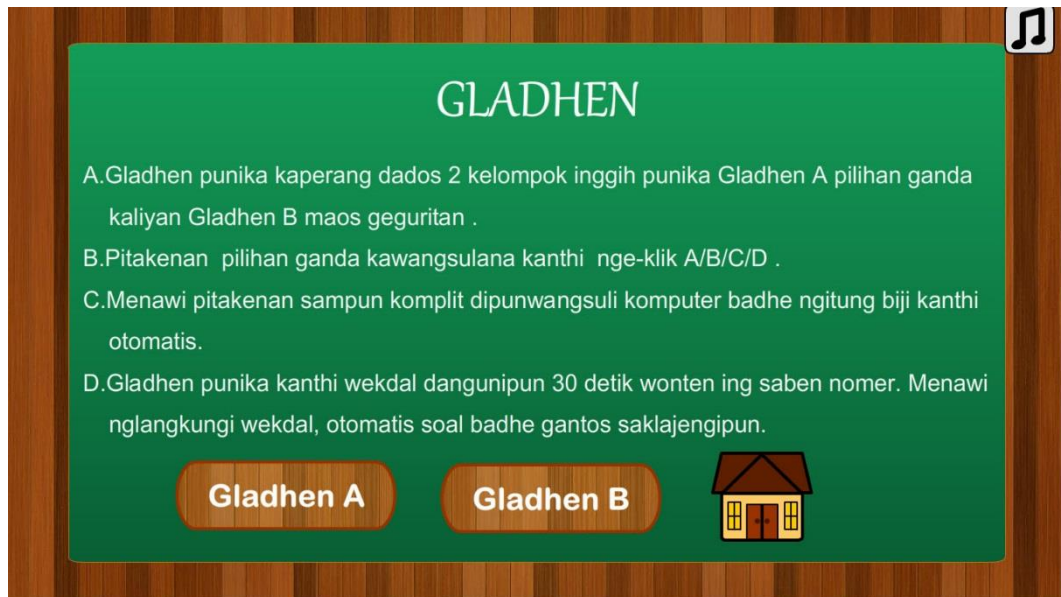 GLADHEN
A.Gladhen punika kaperang dados 2 kelompok inggih punika Gladhen A pilihan ganda
kaliyan Gladhen B maos geguritan .
B.Pitakenan  pilihan ganda kawangsulana kanthi  nge-klik A/B/C/D .
C.Menawi pitakenan sampun komplit dipunwangsuli komputer badhe ngitung biji kanthi
otomatis.
D.Gladhen punika kanthi wekdal dangunipun 30 detik wonten ing saben nomer. Menawi
nglangkungi wekdal, otomatis soal badhe gantos saklajengipun.
Gladhen A
Gladhen B